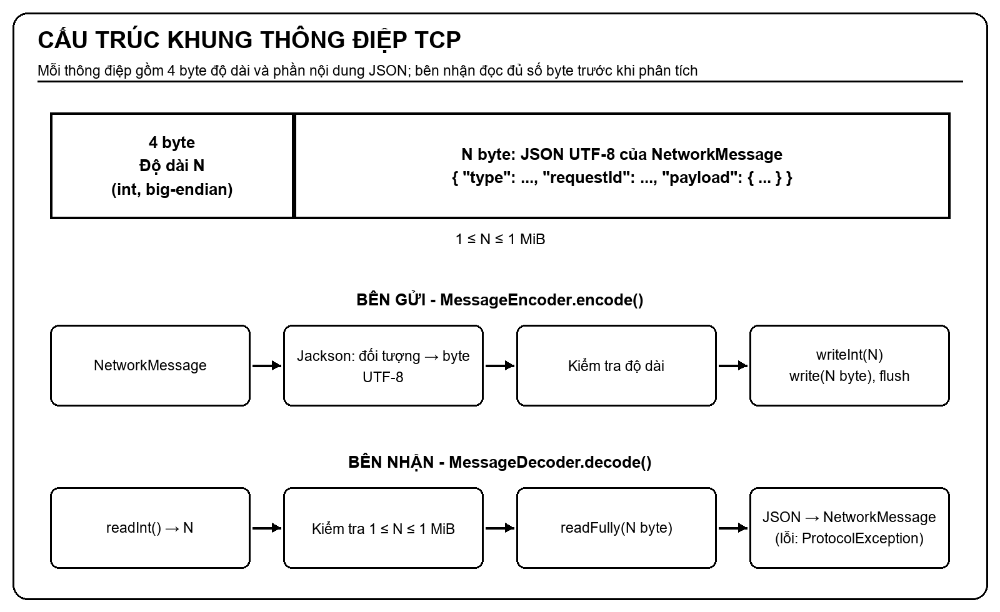 CẤU TRÚC KHUNG THÔNG ĐIỆP TCP
Mỗi thông điệp gồm 4 byte độ dài và phần nội dung JSON; bên nhận đọc đủ số byte trước khi phân tích
4 byte
Độ dài N
(int, big-endian)
N byte: JSON UTF-8 của NetworkMessage
{ "type": ..., "requestId": ..., "payload": { ... } }
1 ≤ N ≤ 1 MiB
BÊN GỬI - MessageEncoder.encode()
NetworkMessage
Jackson: đối tượng → byte
UTF-8
Kiểm tra độ dài
writeInt(N)
write(N byte), flush
BÊN NHẬN - MessageDecoder.decode()
readInt() → N
Kiểm tra 1 ≤ N ≤ 1 MiB
readFully(N byte)
JSON → NetworkMessage
(lỗi: ProtocolException)